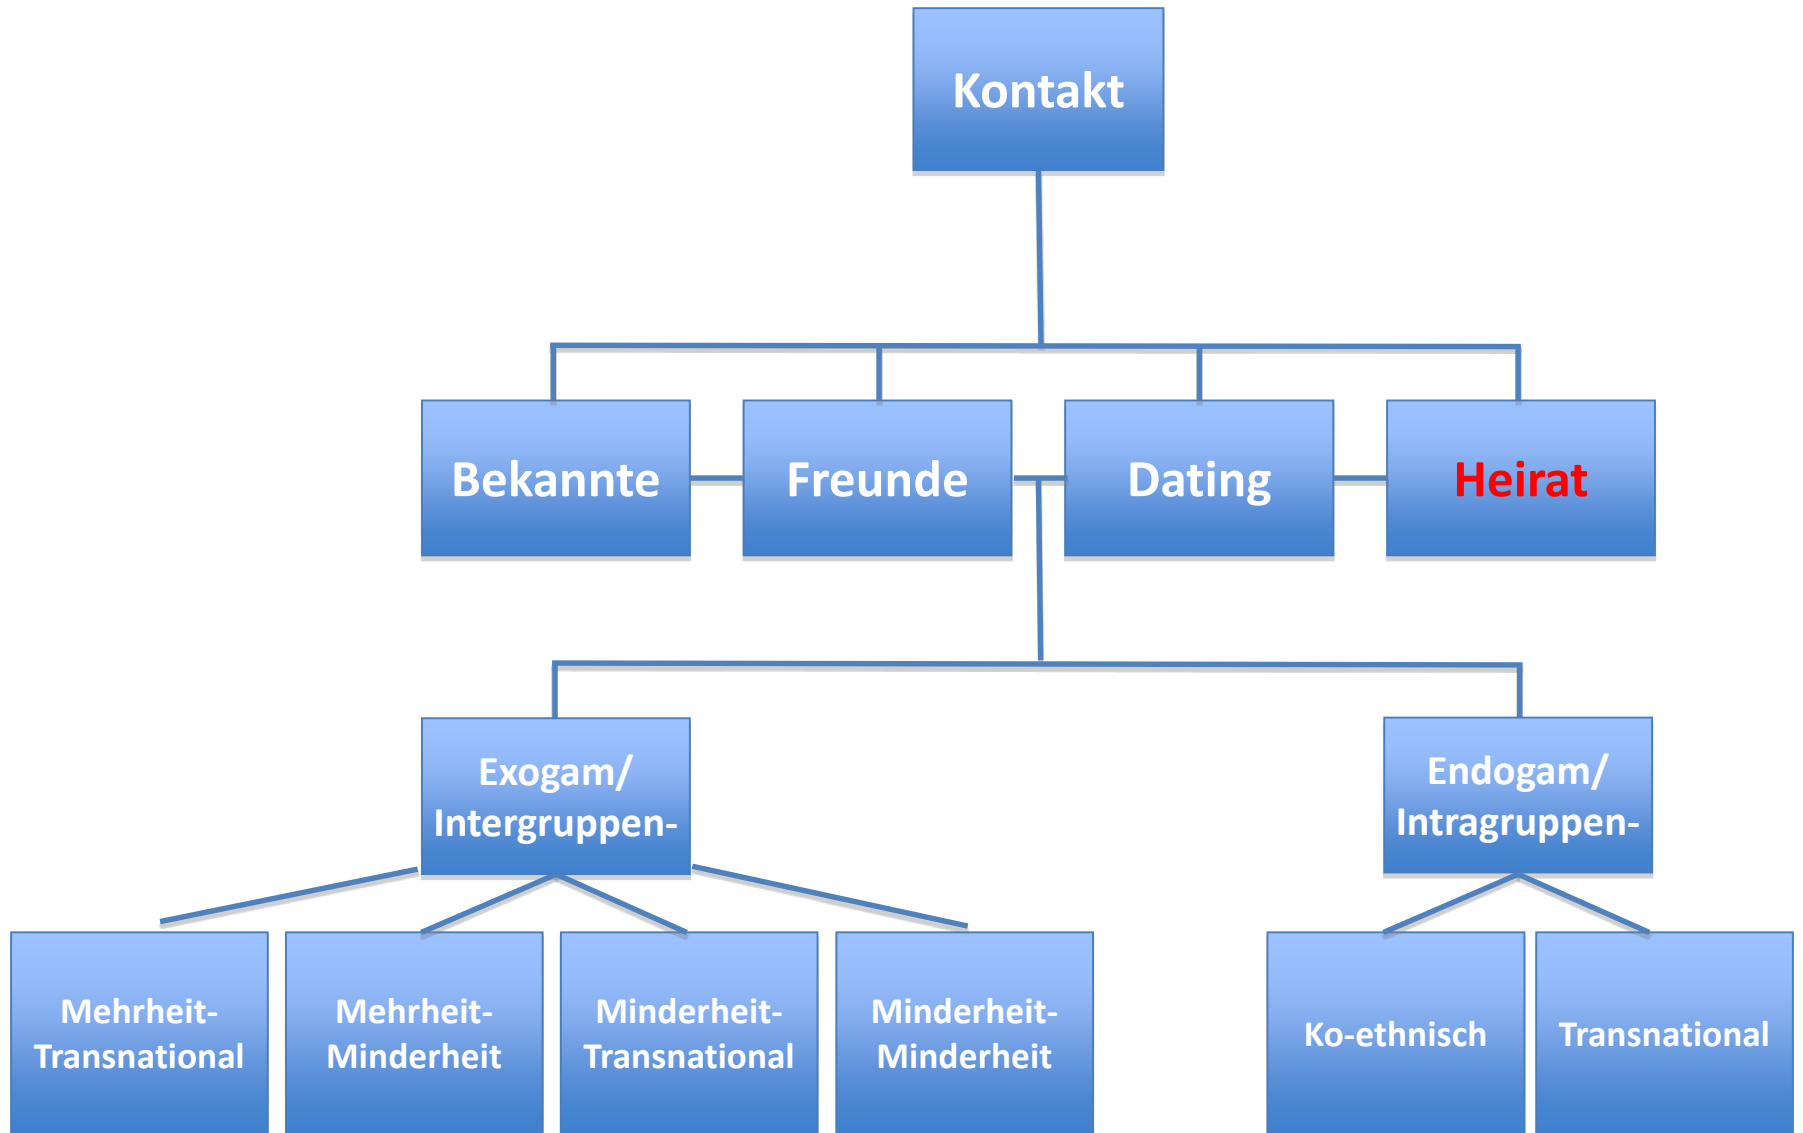 Kontakt
Bekannte
Freunde
Dating
Heirat
Exogam/
Intergruppen-
Endogam/
Intragruppen-
Mehrheit-
Transnational
Mehrheit-
Minderheit
Minderheit-
Transnational
Minderheit-
Minderheit
Ko-ethnisch
Transnational